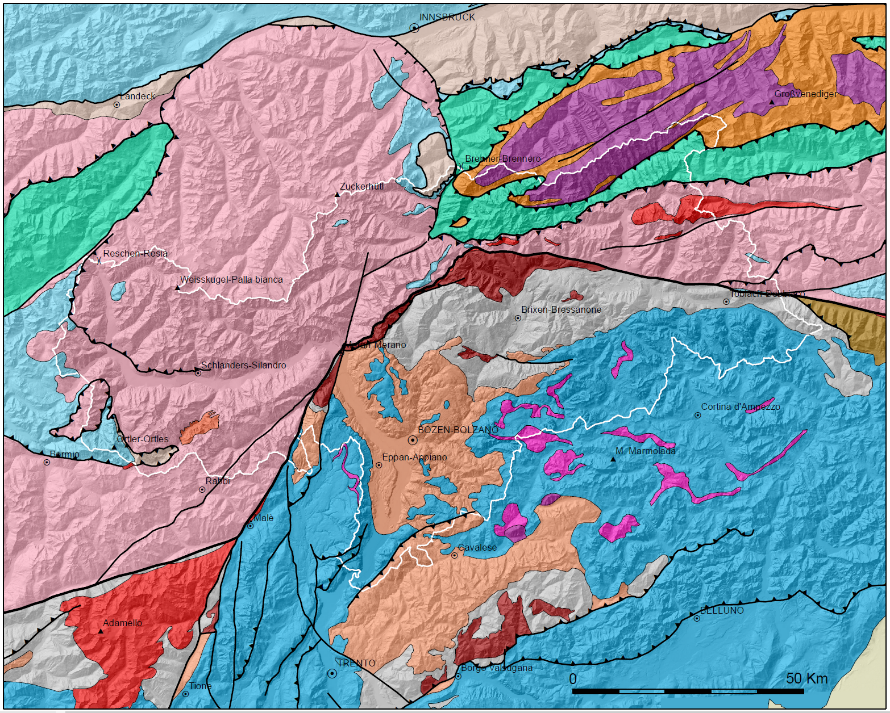 INNSBRUCK
Landeck
Großvenediger
Brenner-Brennero
Zuckerhütl
Reschen-Resia
Weisskugel-Palla bianca
Brixen-Bressanone
Meran-Merano
Schlanders-Silandro
Cortina d'Ampezzo
BOZEN-BOLZANO
Ortler-Ortles
Bormio
Eppan-Appiano
M. Marmolada
Rabbi
Malè
Cavalese
Adamello
BELLUNO
TRENTO
Borgo Valsugana
Tione
0 50 Km